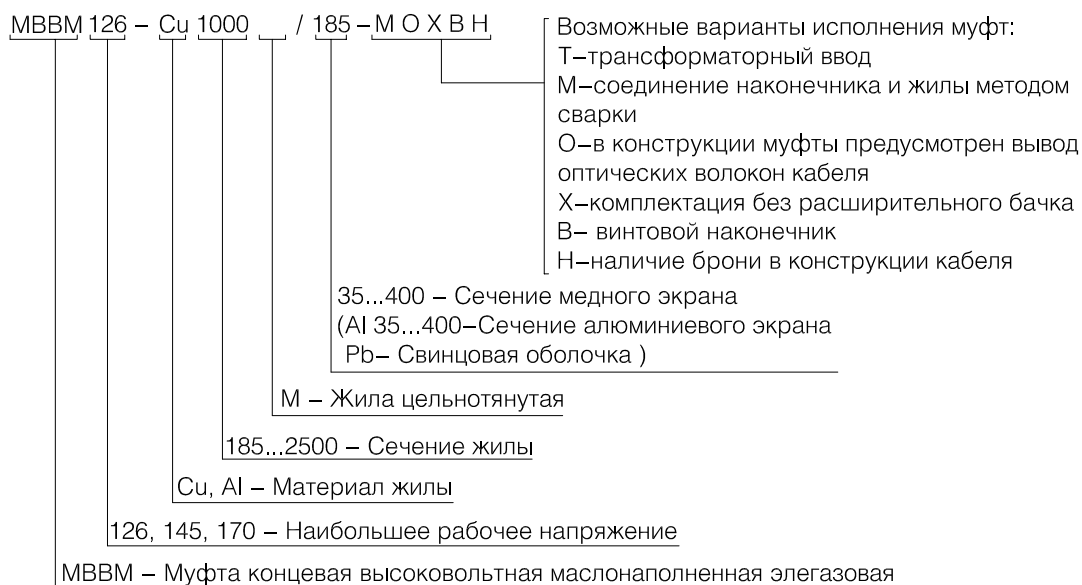 МВВМ 126 – Cu 1000 __ / 185 – М О Х В Н
Возможные варианты исполнения муфт:
Т–трансформаторный ввод
М–соединение наконечника и жилы методом
сварки
О–в конструкции муфты предусмотрен вывод
оптических волокон кабеля
Х–комплектация без расширительного бачка
В– винтовой наконечник
Н–наличие брони в конструкции кабеля
35...400 – Сечение медного экрана
(Al 35...400–Сечение алюминиевого экрана
Pb– Свинцовая оболочка )
М – Жила цельнотянутая
185...2500 – Сечение жилы
Cu, Al – Материал жилы
126, 145, 170 – Наибольшее рабочее напряжение
МВВМ – Муфта концевая высоковольтная маслонаполненная элегазовая